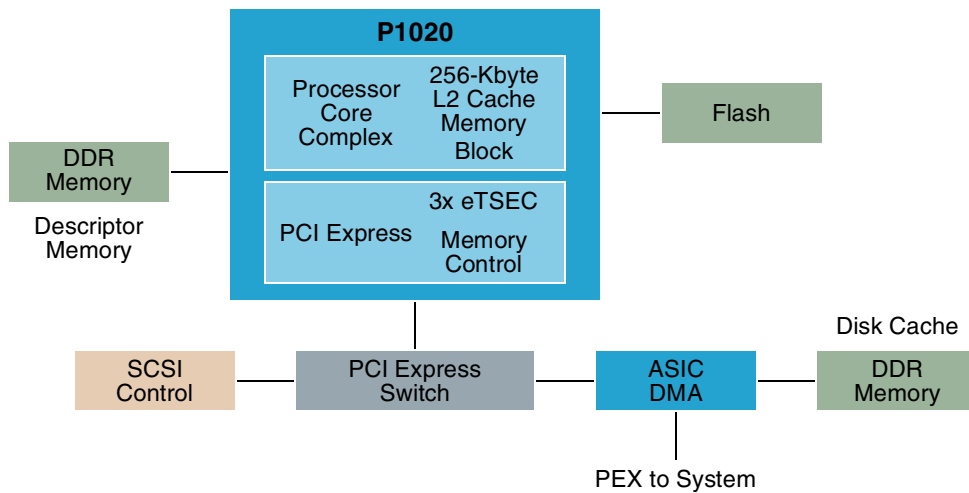 P1020
Processor
Core
Complex
256-Kbyte
L2 Cache
Memory
Block
PCI Express
3x eTSEC
Memory
Control
Flash
DDR
Memory
Descriptor
Memory
SCSI
Control
PCI Express
Switch
ASIC
DMA
Disk Cache
DDR
Memory
PEX to System